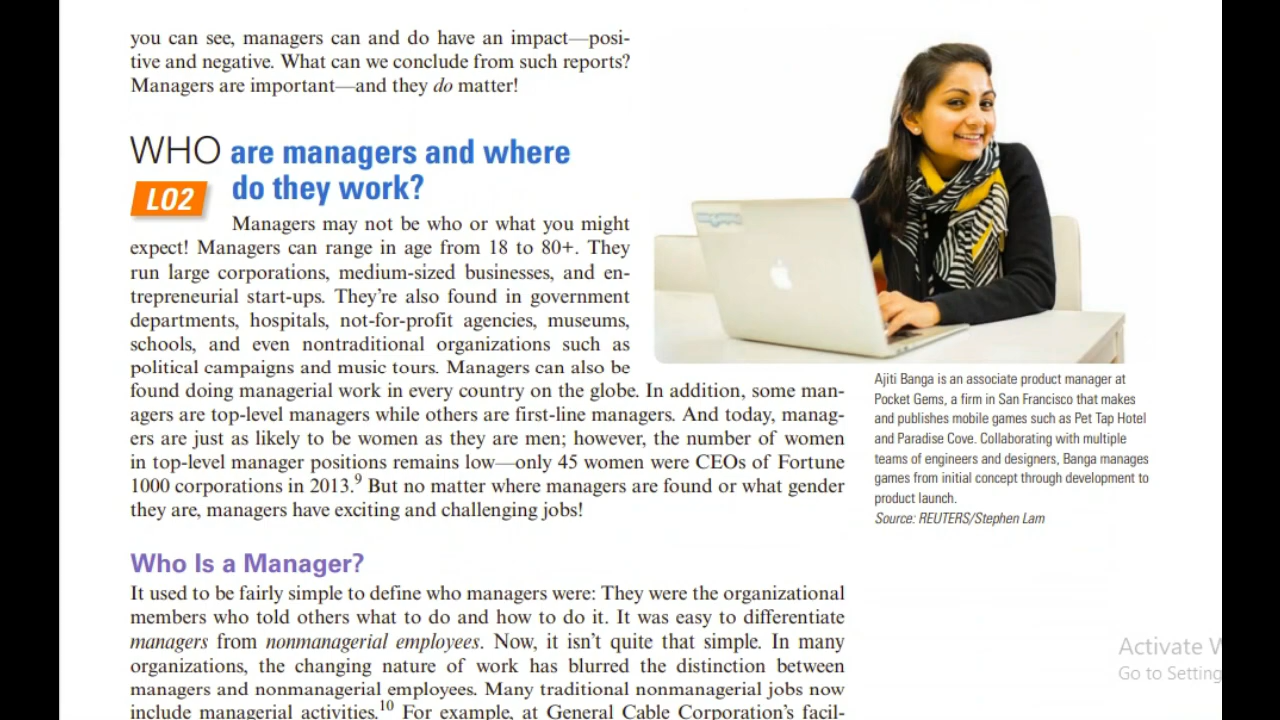 you can see, managers can and do have an impact—posi-
tive and negative. What can we conclude from such reports?
Managers are important—and they do matter!
WHO are managers and where
LO2 do they work?
Managers may not be who or what you might
expect! Managers can range in age from 18 to 80+. They
run large corporations, medium-sized businesses, and en-
trepreneurial start-ups. They’re also found in government
departments, hospitals, not-for-profit agencies, museums,
schools, and even nontraditional organizations such as
political campaigns and music tours. Managers can also be
found doing managerial work in every country on the globe. In addition, some man-
agers are top-level managers while others are first-line managers. And today, manag-
ers are just as likely to be women as they are men; however, the number of women
in top-level manager positions remains low—only 45 women were CEOs of Fortune
1000 corporations in 2013.⁹ But no matter where managers are found or what gender
they are, managers have exciting and challenging jobs!
Ajiti Banga is an associate product manager at
Pocket Gems, a firm in San Francisco that makes
and publishes mobile games such as Pet Tap Hotel
and Paradise Cove. Collaborating with multiple
teams of engineers and designers, Banga manages
games from initial concept through development to
product launch.
Source: REUTERS/Stephen Lam
Who Is a Manager?
It used to be fairly simple to define who managers were: They were the organizational
members who told others what to do and how to do it. It was easy to differentiate
managers from nonmanagerial employees. Now, it isn’t quite that simple. In many
organizations, the changing nature of work has blurred the distinction between
managers and nonmanagerial employees. Many traditional nonmanagerial jobs now
include managerial activities.¹⁰ For example, at General Cable Corporation’s facil-
Activate W
Go to Setting